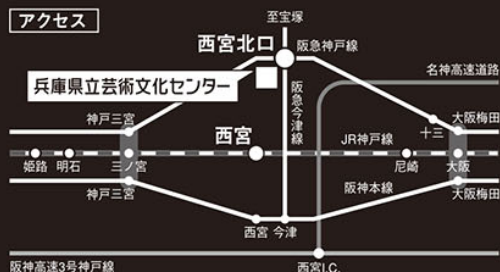 アクセス
至宝塚
西宮北口
阪急神戸線
兵庫県立芸術文化センター
阪急今津線
名神高速道路
神戸三宮
十三
大阪梅田
西宮
JR神戸線
姫路
明石
三ノ宮
尼崎
大阪
神戸三宮
阪神本線
大阪梅田
西宮
今津
阪神高速3号神戸線
西宮I.C.